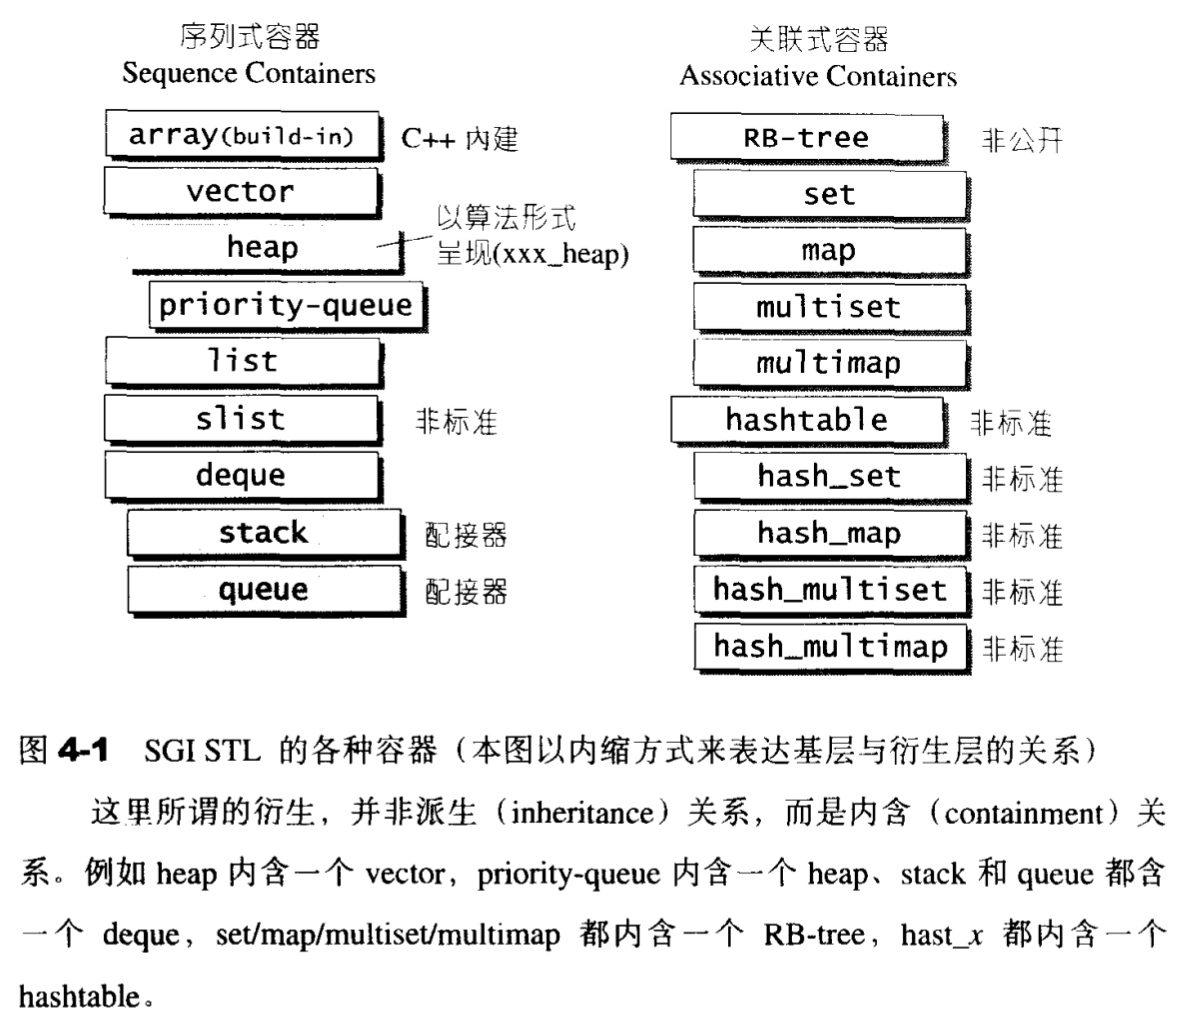 序列式容器
Sequence Containers
array(build-in)
C++ 内建
vector
heap
以算法形式
呈现(xxx_heap)
priority-queue
list
slist
非标准
deque
stack
配接器
queue
配接器
关联式容器
Associative Containers
RB-tree
非公开
set
map
multiset
multimap
hashtable
非标准
hash_set
非标准
hash_map
非标准
hash_multiset
非标准
hash_multimap
非标准
图 4-1 SGI STL 的各种容器（本图以内缩方式来表达基层与衍生层的关系）
这里所谓的衍生，并非派生（inheritance）关系，而是内含（containment）关
系。例如 heap 内含一个 vector，priority-queue 内含一个 heap、stack 和 queue 都含
一个 deque，set/map/multiset/multimap 都内含一个 RB-tree，hast_x 都内含一个
hashtable。